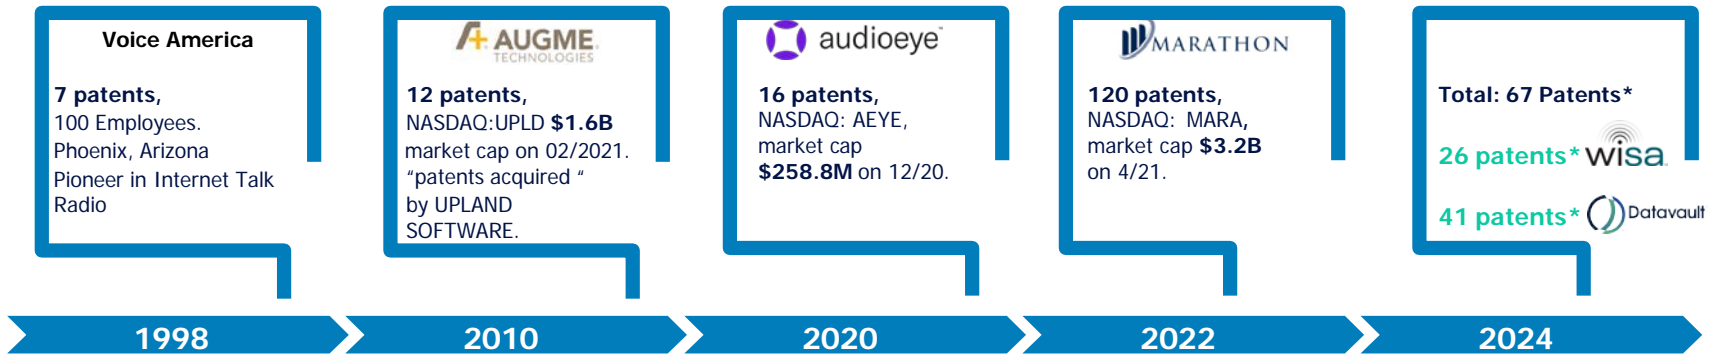 Voice America
7 patents,
100 Employees.
Phoenix, Arizona
Pioneer in Internet Talk
Radio
AUGME
TECHNOLOGIES
12 patents,
NASDAQ:UPLD $1.6B
market cap on 02/2021.
“patents acquired “
by UPLAND
SOFTWARE.
audioeye™
16 patents,
NASDAQ: AEYE,
market cap
$258.8M on 12/20.
MARATHON
120 patents,
NASDAQ: MARA,
market cap $3.2B
on 4/21.
Total: 67 Patents*
26 patents* wisa
41 patents* Datavault
1998
2010
2020
2022
2024